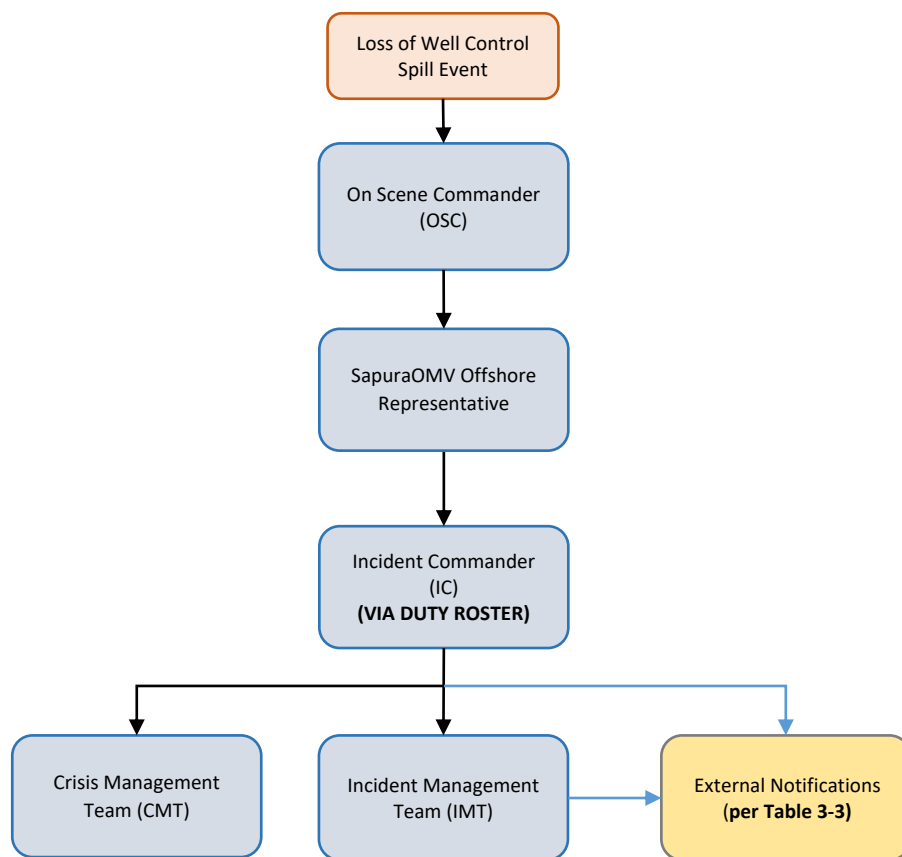 Loss of Well Control
Spill Event
On Scene Commander
(OSC)
SapuraOMV Offshore
Representative
Incident Commander
(IC)
(VIA DUTY ROSTER)
Crisis Management
Team (CMT)
Incident Management
Team (IMT)
External Notifications
(per Table 3-3)